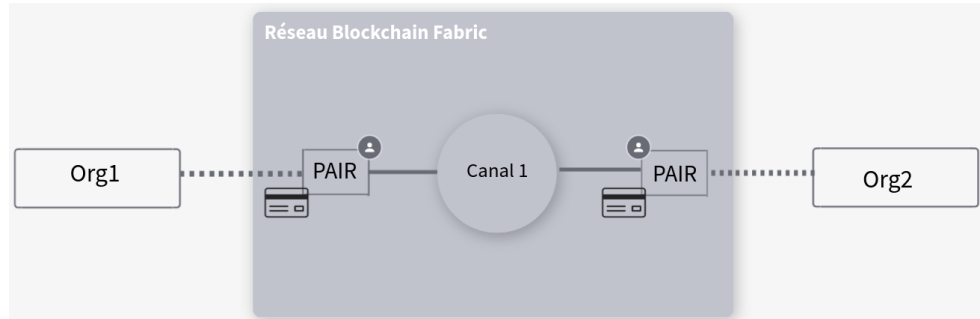 Réseau Blockchain Fabric
Org1
PAIR
Canal 1
PAIR
Org2